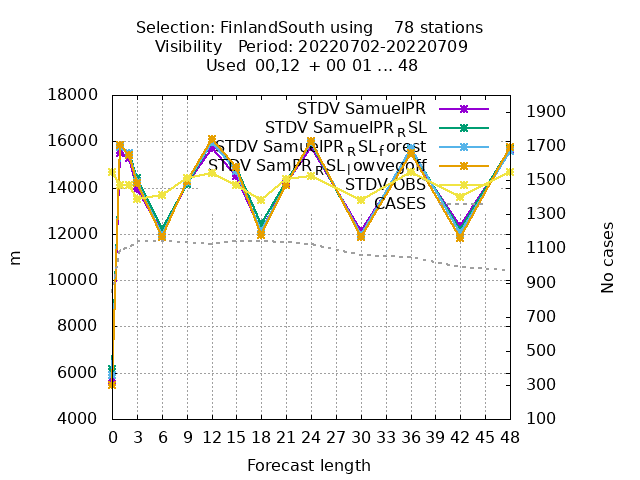 Selection: FinlandSouth using    78 stations
Visibility   Period: 20220702-20220709
Used  00,12  + 00 01 ... 48
18000
16000
14000
12000
10000
8000
6000
4000
m
1900
1700
1500
1300
1100
900
700
500
300
100
No cases
STDV SamuelPR
STDV SamuelPR_RSL
STDV SamuelPR_RSL_forest
STDV SamPR_RSL_lowvegoff
STDV OBS
CASES
0 3 6 9 12 15 18 21 24 27 30 33 36 39 42 45 48
Forecast length